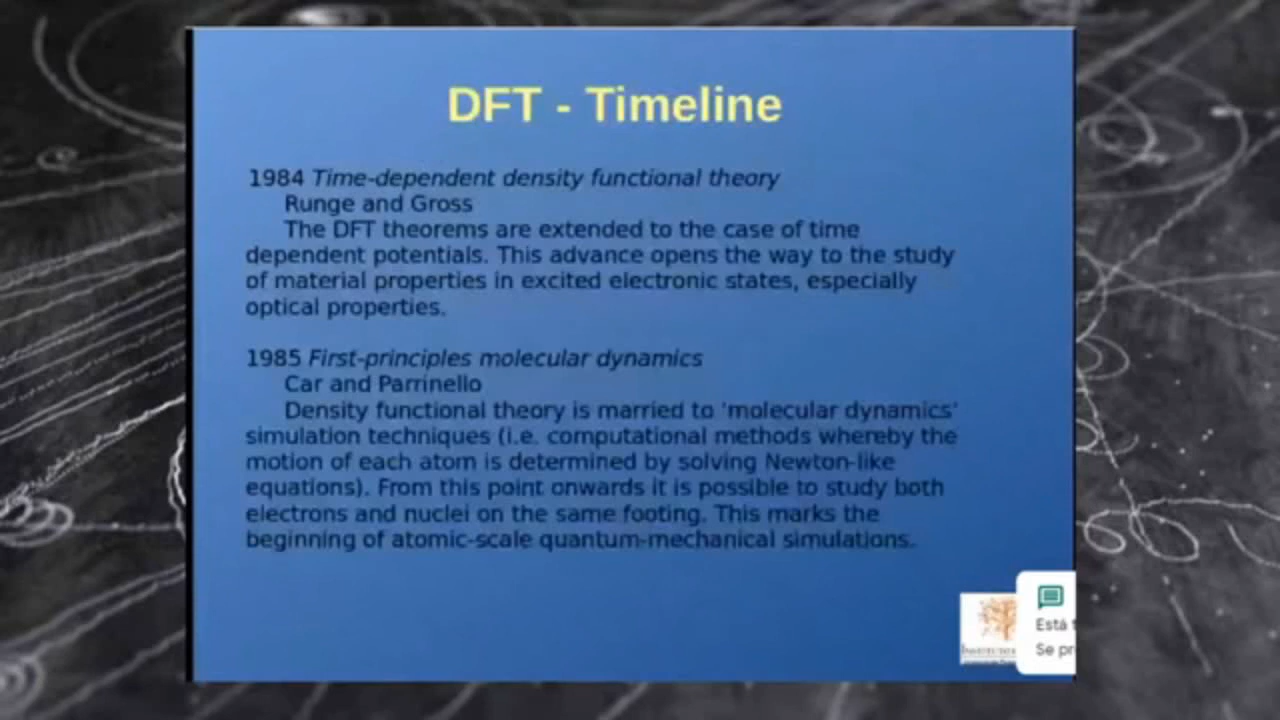 DFT - Timeline
1984 Time-dependent density functional theory
Runge and Gross
The DFT theorems are extended to the case of time
dependent potentials. This advance opens the way to the study
of material properties in excited electronic states, especially
optical properties.
1985 First-principles molecular dynamics
Car and Parrinello
Density functional theory is married to 'molecular dynamics'
simulation techniques (i.e. computational methods whereby the
motion of each atom is determined by solving Newton-like
equations). From this point onwards it is possible to study both
electrons and nuclei on the same footing. This marks the
beginning of atomic-scale quantum-mechanical simulations.
Está
Se